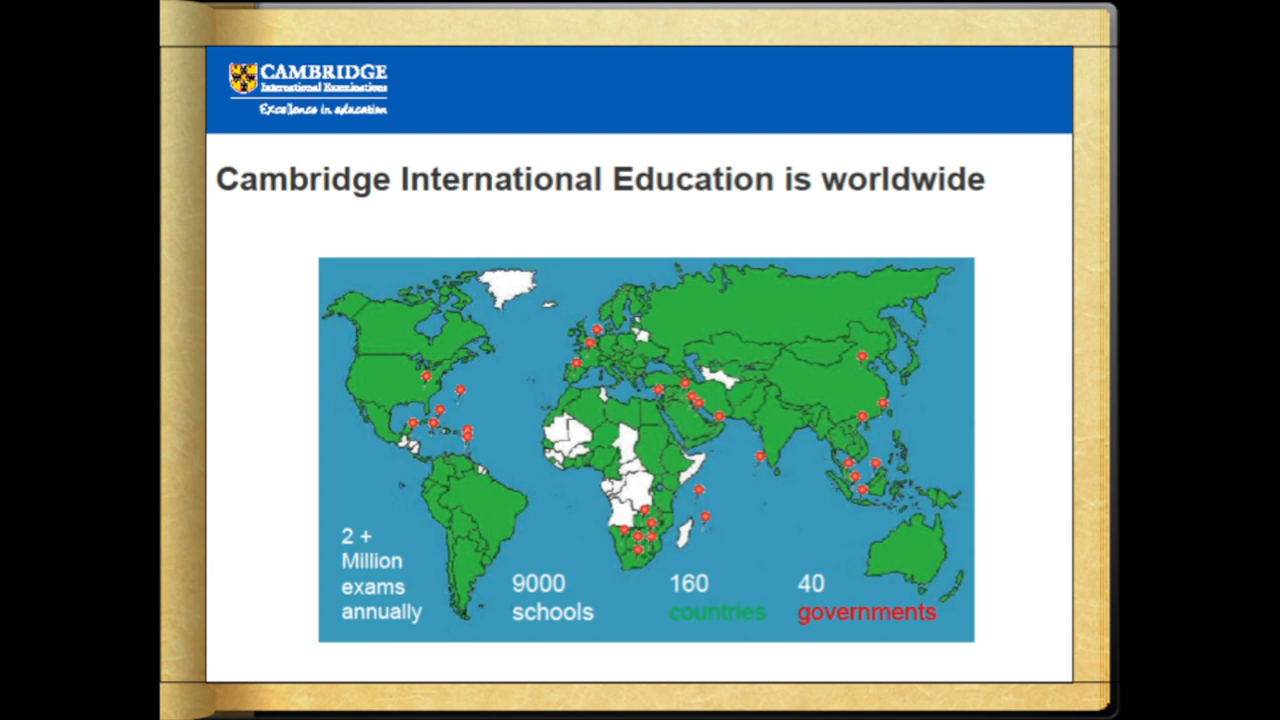 CAMBRIDGE
International Examinations
Excellence in education
Cambridge International Education is worldwide
2 +
Million
exams
annually
9000
schools
160
countries
40
governments